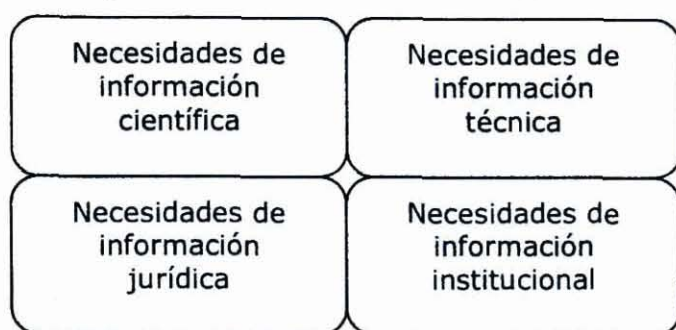 Necesidades de
información
científica
Necesidades de
información
técnica
Necesidades de
información
jurídica
Necesidades de
información
institucional